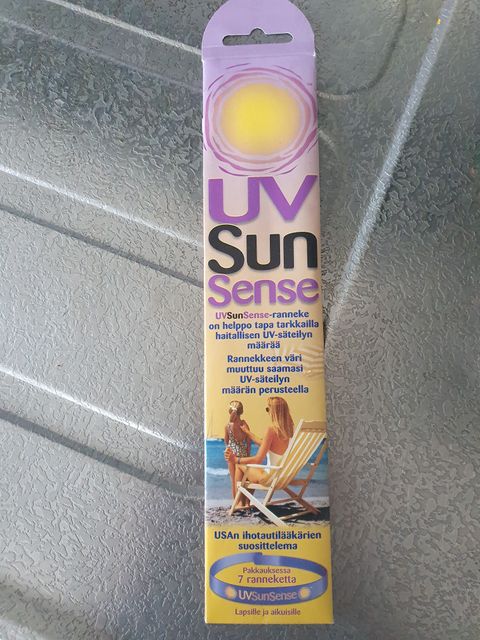 UV
Sun
Sense
UVSunSense-ranneke
on helppo tapa tarkkailla
haitallisen UV-säteilyn
määrää
Rannekkeen väri
muuttuu saamasi
UV-säteilyn
määrän perusteella
USAn ihotautilääkärien
suosittelema
Pakkauksessa
7 ranneketta
UVSunSense
Lapsille ja aikuisille